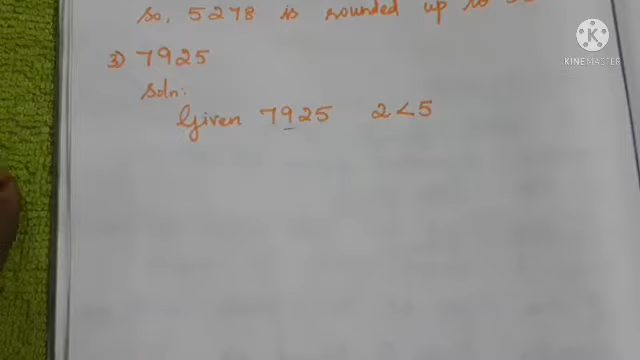 So, 5278 is rounded up to
3) 7925
Soln:
Given 7925 2<5
KINEMASTER